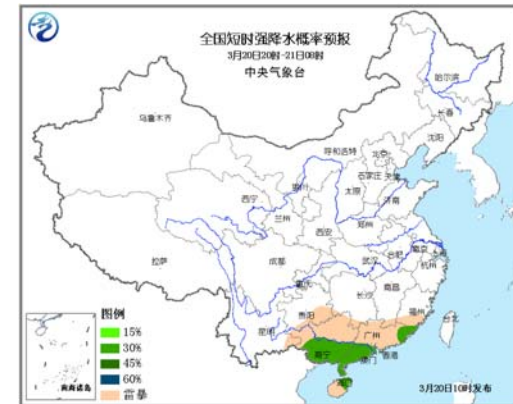 全国短时强降水概率预报
3月20日20时-21日08时
中央气象台
哈尔滨
长春
乌鲁木齐
沈阳
呼和浩特
北京
天津
银川
石家庄
太原
济南
西宁
兰州
郑州
西安
南京
合肥
上海
拉萨
成都
武汉
杭州
重庆
南昌
长沙
贵阳
福州
台北
昆明
广州
南宁
香港
澳门
海口
图例
15%
30%
45%
60%
雷暴
南海诸岛
3月20日10时发布